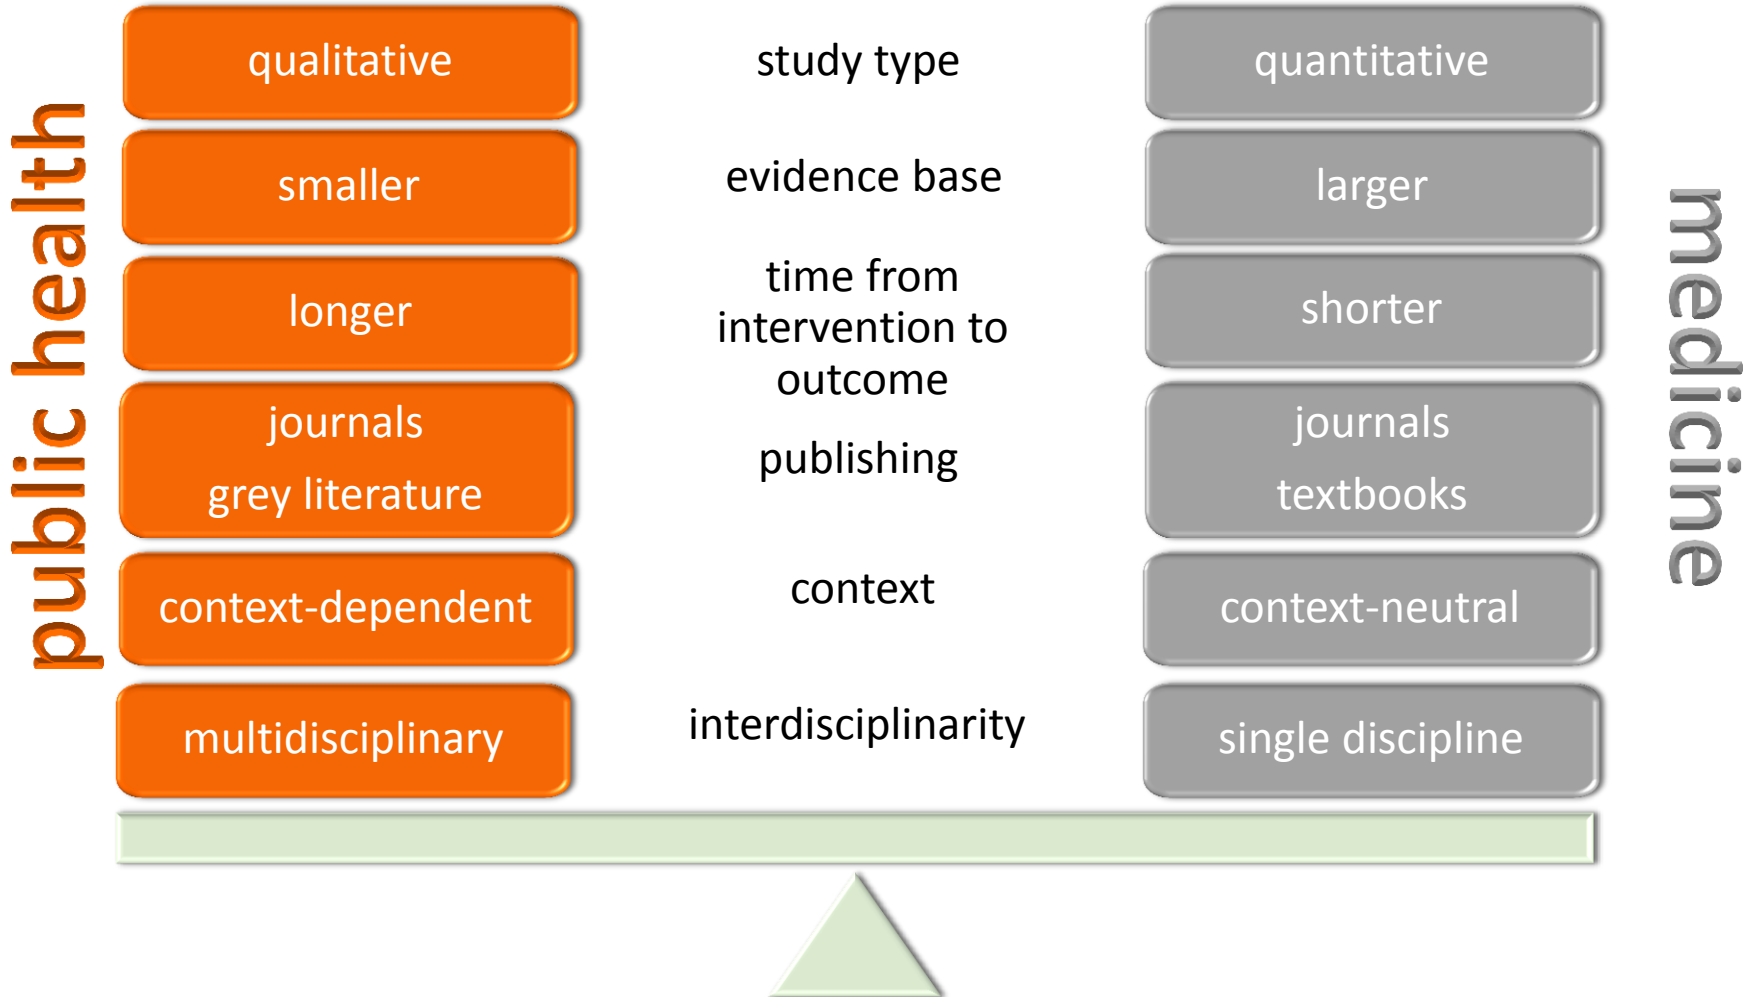 public health
qualitative
study type
quantitative
smaller
evidence base
larger
longer
time from
intervention to
outcome
shorter
journals
grey literature
publishing
journals
textbooks
context-dependent
context
context-neutral
multidisciplinary
interdisciplinarity
single discipline
medicine